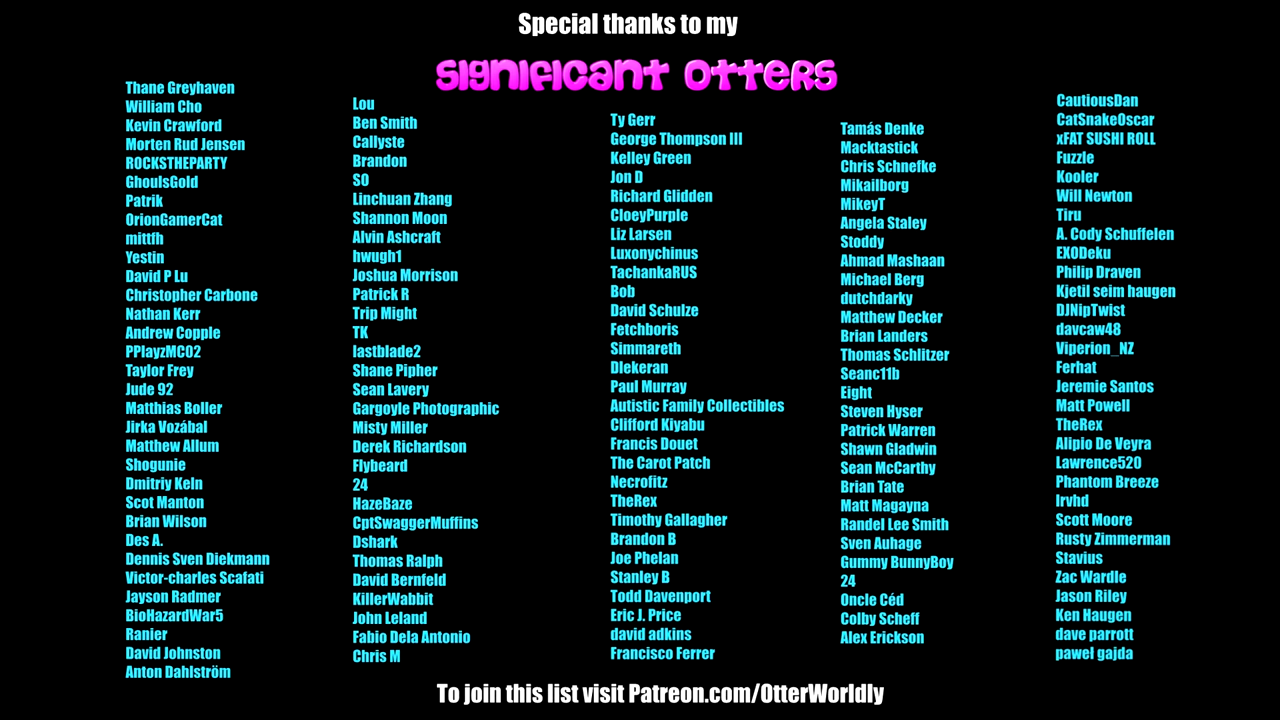 Special thanks to my
SIGNIFICANT OTTERS
Thane Greyhaven
William Cho
Kevin Crawford
Morten Rud Jensen
ROCKSTHEPARTY
GhoulsGold
Patrik
OrionGamerCat
mittfh
Yestin
David P Lu
Christopher Carbone
Nathan Kerr
Andrew Copple
PPlayzMC02
Taylor Frey
Jude 92
Matthias Boller
Jirka Vozábal
Matthew Allum
Shogunie
Dmitriy Keln
Scot Manton
Brian Wilson
Des A.
Dennis Sven Diekmann
Victor-charles Scafati
Jayson Radmer
BioHazardWar5
Ranier
David Johnston
Anton Dahlström
Lou
Ben Smith
Callyste
Brandon
SO
Linchuan Zhang
Shannon Moon
Alvin Ashcraft
hwugh1
Joshua Morrison
Patrick R
Trip Might
TK
lastblade2
Shane Pipher
Sean Lavery
Gargoyle Photographic
Misty Miller
Derek Richardson
Flybeard
24
HazeBaze
CptSwaggerMuffins
Dshark
Thomas Ralph
David Bernfeld
KillerWabbit
John Leland
Fabio Dela Antonio
Chris M
Ty Gerr
George Thompson III
Kelley Green
Jon D
Richard Glidden
CloeyPurple
Liz Larsen
Luxonychinus
TachankaRUS
Bob
David Schulze
Fetchboris
Simmareth
Dlekeran
Paul Murray
Autistic Family Collectibles
Clifford Kiyabu
Francis Douet
The Carot Patch
Necrofitz
TheRex
Timothy Gallagher
Brandon B
Joe Phelan
Stanley B
Todd Davenport
Eric J. Price
david adkins
Francisco Ferrer
Tamás Denke
Macktastick
Chris Schnefke
Mikailborg
MikeyT
Angela Staley
Stoddy
Ahmad Mashaan
Michael Berg
dutchdarky
Matthew Decker
Brian Landers
Thomas Schlitzer
Seanc11b
Eight
Steven Hyser
Patrick Warren
Shawn Gladwin
Sean McCarthy
Brian Tate
Matt Magayna
Randel Lee Smith
Sven Auhage
Gummy BunnyBoy
24
Oncle Céd
Colby Scheff
Alex Erickson
CautiousDan
CatSnakeOscar
xFAT SUSHI ROLL
Fuzzle
Kooler
Will Newton
Tiru
A. Cody Schuffelen
EXODeku
Philip Draven
Kjetil seim haugen
DJNipTwist
davcaw48
Viperion_NZ
Ferhat
Jeremie Santos
Matt Powell
TheRex
Alipio De Veyra
Lawrence520
Phantom Breeze
lrvhd
Scott Moore
Rusty Zimmerman
Stavius
Zac Wardle
Jason Riley
Ken Haugen
dave parrott
pawel gajda
To join this list visit Patreon.com/OtterWorldly